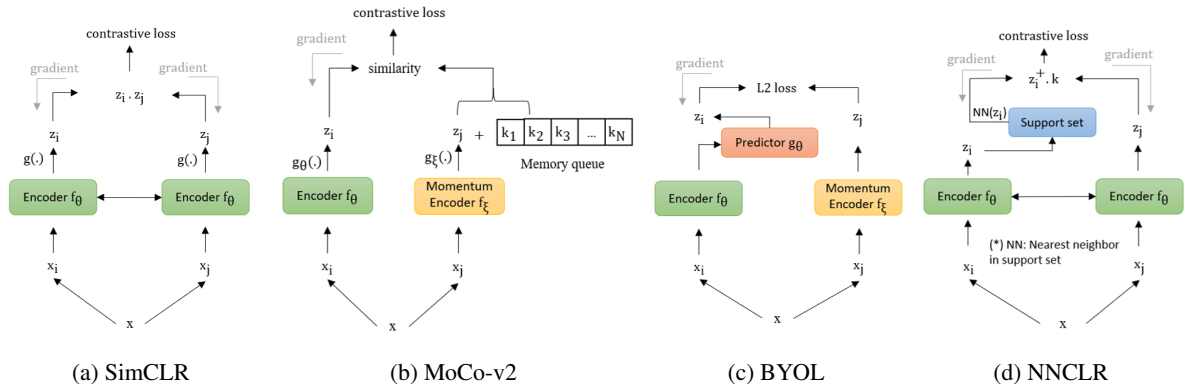 contrastive loss
gradient
gradient
z_i . z_j
z_i
z_j
g(.)
g(.)
Encoder f_θ
Encoder f_θ
x_i
x_j
x
(a) SimCLR
contrastive loss
gradient
similarity
z_i
z_j + k_1 k_2 k_3 ... k_N
Memory queue
g_θ(.)
g_ξ(.)
Encoder f_θ
Momentum
Encoder f_ξ
x_i
x_j
x
(b) MoCo-v2
gradient
L2 loss
z_i
z_j
Predictor g_θ
Encoder f_θ
Momentum
Encoder f_ξ
x_i
x_j
x
(c) BYOL
contrastive loss
gradient
gradient
z_i^+ . k
NN(z_i)
Support set
z_j
z_i
Encoder f_θ
Encoder f_θ
(*) NN: Nearest neighbor
in support set
x_i
x_j
x
(d) NNCLR